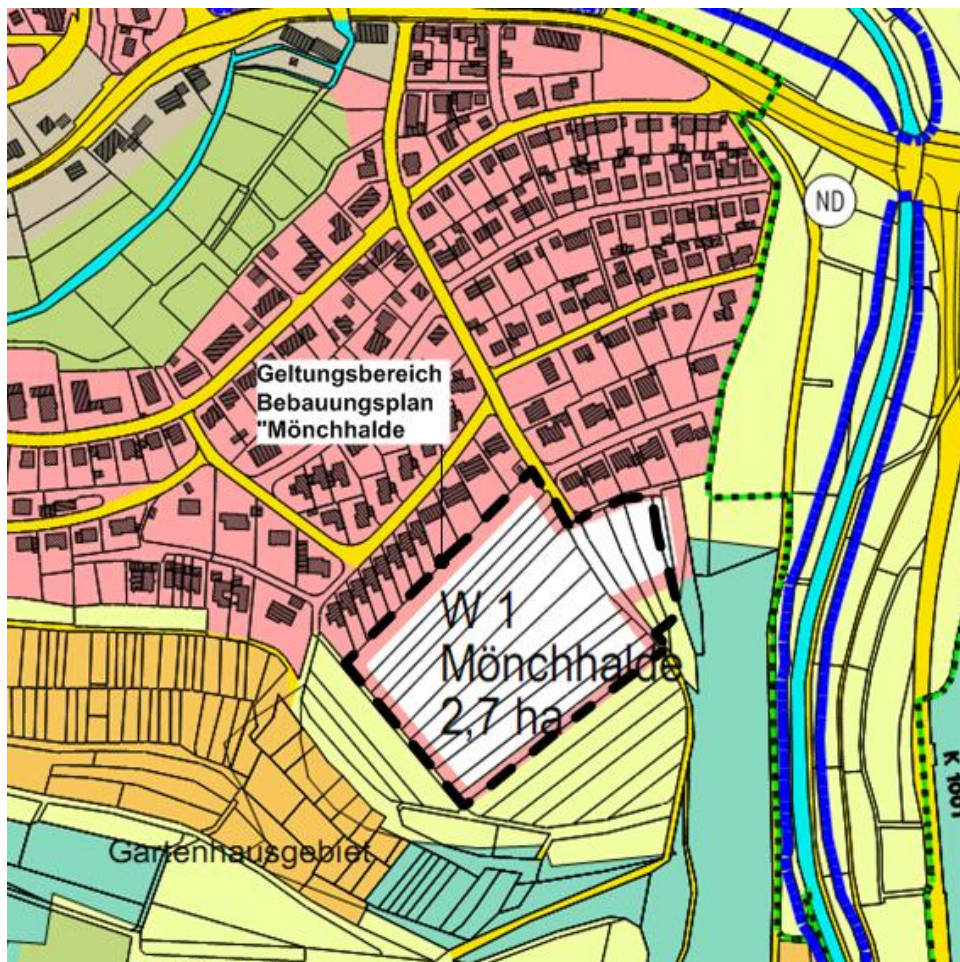 ND
Geltungsbereich
Bebauungsplan
"Mönchhalde
W 1
Mönchhalde
2,7 ha
K 1001
Gartenhausgebiet